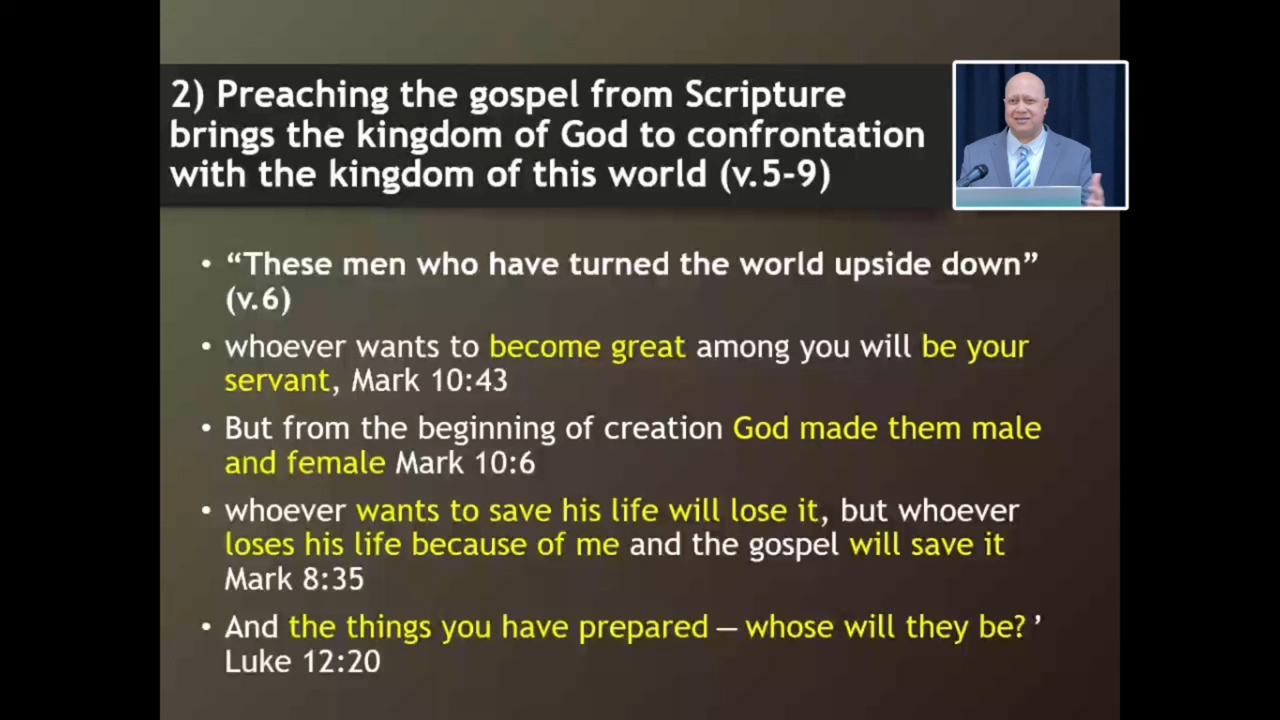 2) Preaching the gospel from Scripture
brings the kingdom of God to confrontation
with the kingdom of this world (v.5-9)
• “These men who have turned the world upside down”
(v.6)
• whoever wants to become great among you will be your
servant, Mark 10:43
• But from the beginning of creation God made them male
and female Mark 10:6
• whoever wants to save his life will lose it, but whoever
loses his life because of me and the gospel will save it
Mark 8:35
• And the things you have prepared — whose will they be? ’
Luke 12:20